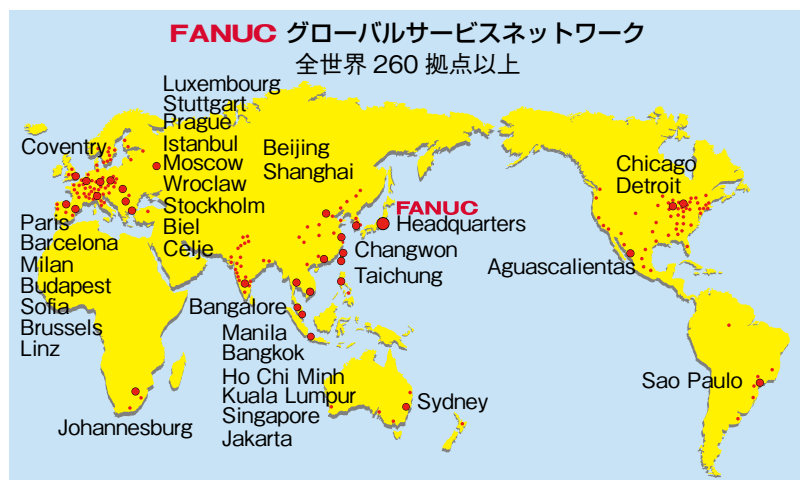 FANUC グローバルサービスネットワーク
全世界 260 拠点以上
Luxembourg
Stuttgart
Prague
Istanbul
Moscow
Wroclaw
Stockholm
Biel
Celje
Coventry
Beijing
Shanghai
Chicago
Detroit
FANUC
Headquarters
Changwon
Taichung
Aguascalientas
Paris
Barcelona
Milan
Budapest
Sofia
Brussels
Linz
Bangalore
Manila
Bangkok
Ho Chi Minh
Kuala Lumpur
Singapore
Jakarta
Sydney
Sao Paulo
Johannesburg